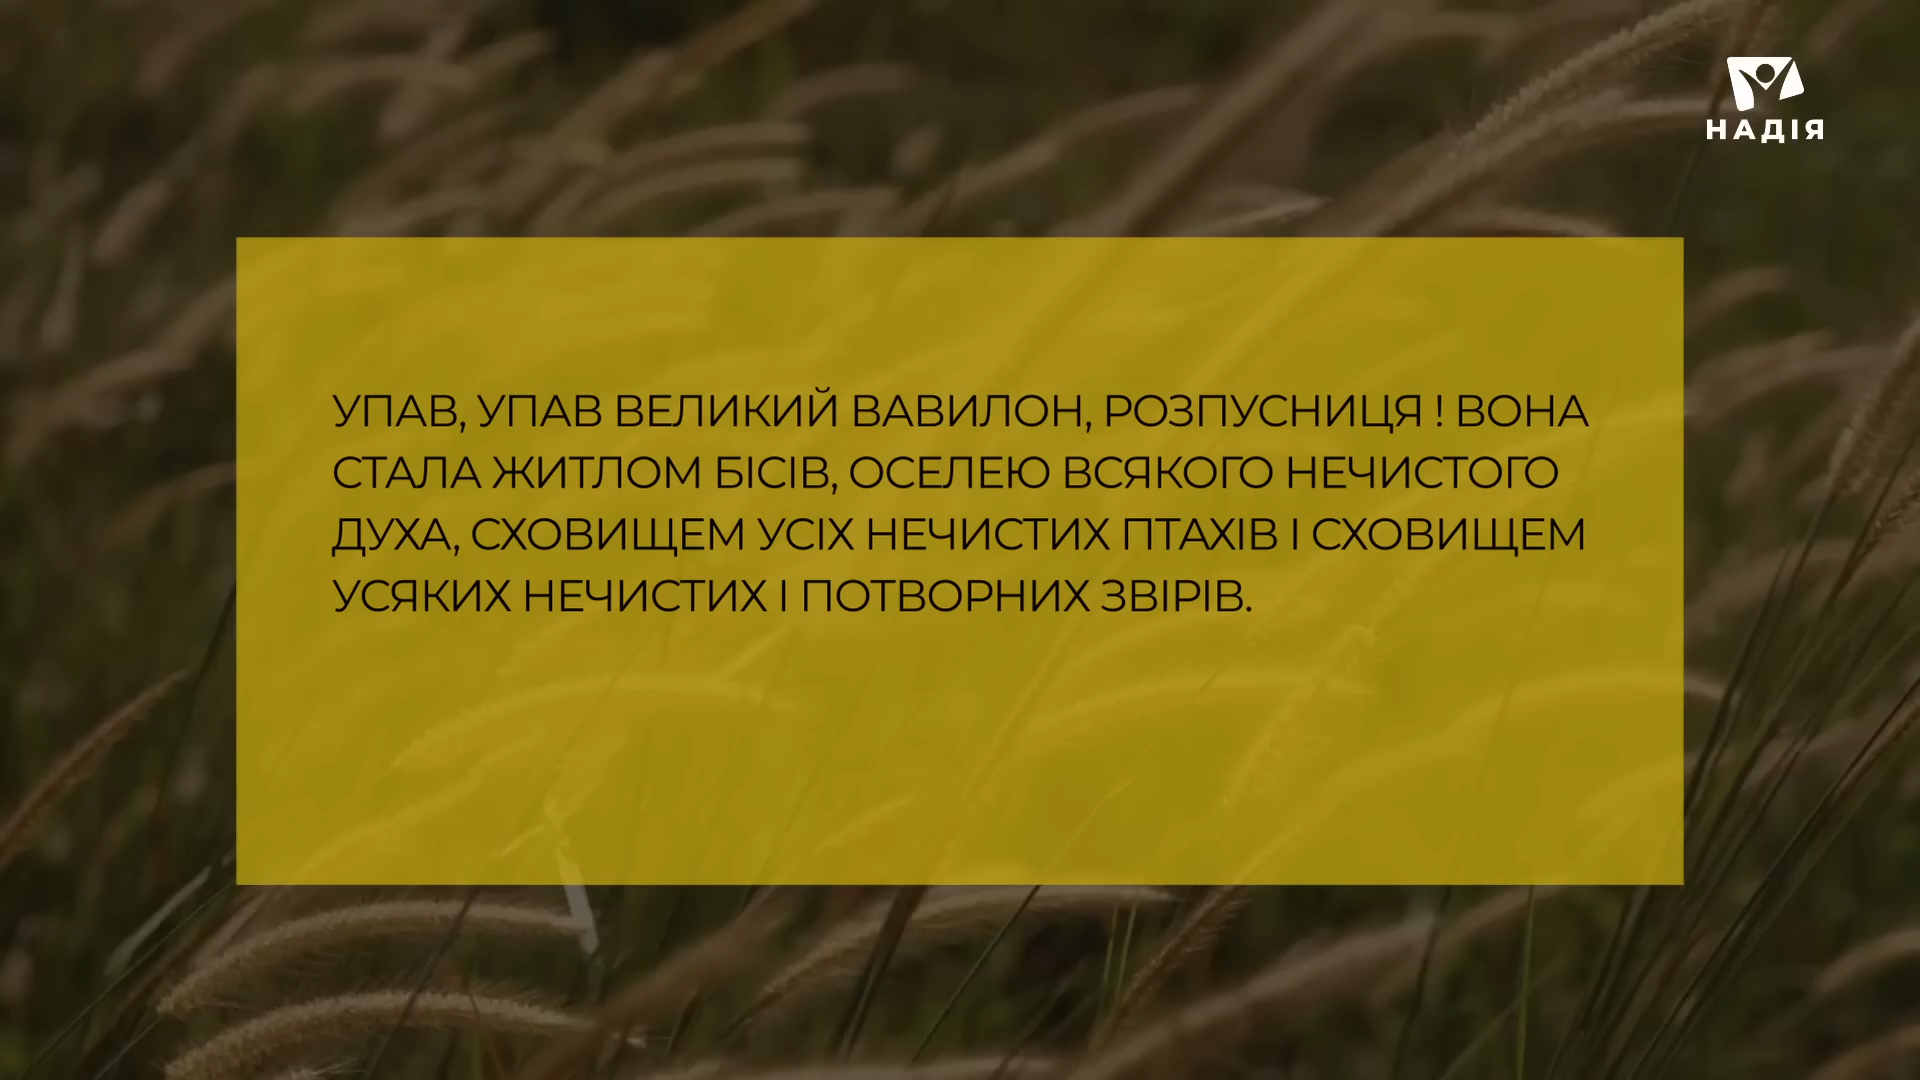 НАДІЯ
УПАВ, УПАВ ВЕЛИКИЙ ВАВИЛОН, РОЗПУСНИЦЯ ! ВОНА
СТАЛА ЖИТЛОМ БІСІВ, ОСЕЛЕЮ ВСЯКОГО НЕЧИСТОГО
ДУХА, СХОВИЩЕМ УСІХ НЕЧИСТИХ ПТАХІВ І СХОВИЩЕМ
УСЯКИХ НЕЧИСТИХ І ПОТВОРНИХ ЗВІРІВ.